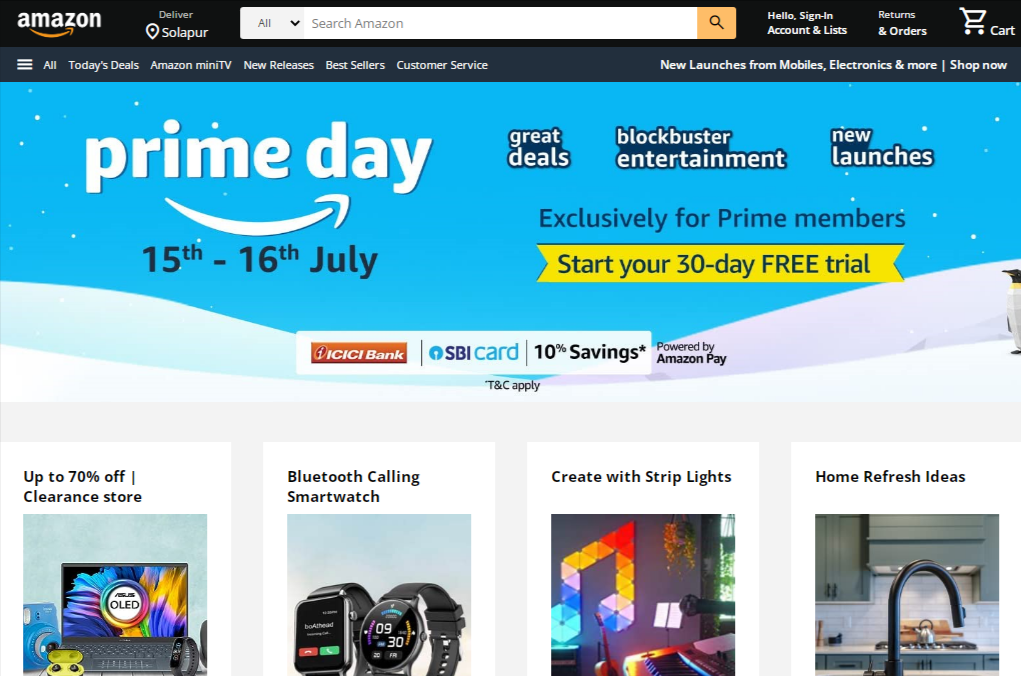 amazon
Deliver
Solapur
All
Search Amazon
Hello, Sign-In
Account & Lists
Returns
& Orders
Cart
All Today's Deals Amazon miniTV New Releases Best Sellers Customer Service
New Launches from Mobiles, Electronics & more | Shop now
prime day
15th - 16th July
great
deals
blockbuster
entertainment
new
launches
Exclusively for Prime members
Start your 30-day FREE trial
ICICI Bank
SBI card
10% Savings*
Powered by
Amazon Pay
*T&C apply
Up to 70% off |
Clearance store
Bluetooth Calling
Smartwatch
Create with Strip Lights
Home Refresh Ideas
ASUS
OLED
boAthead
09
30
20 FRI